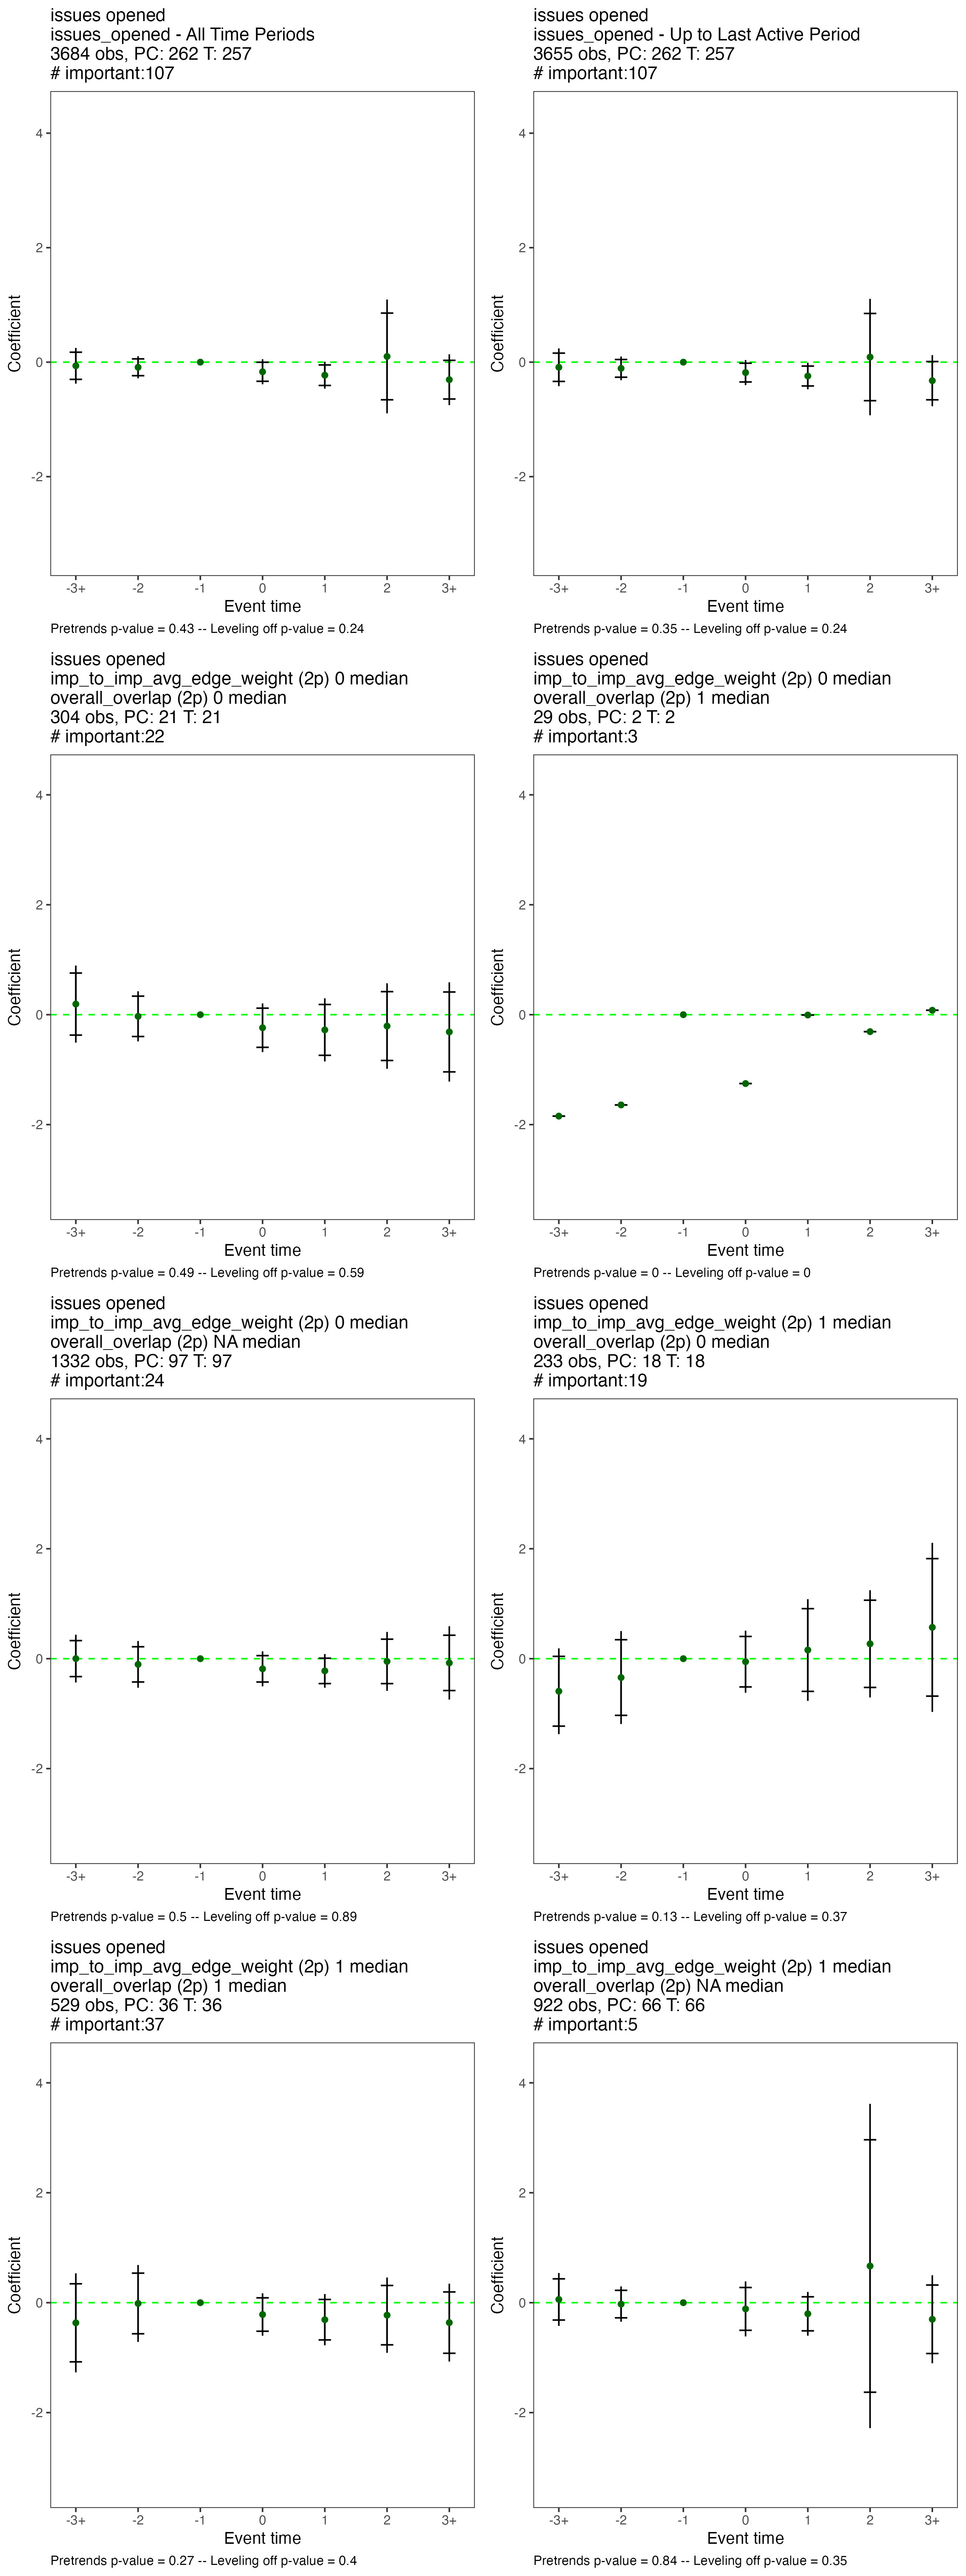 issues opened
issues_opened - All Time Periods
3684 obs, PC: 262 T: 257
# important:107
4
2
0
-2
Coefficient
-3+ -2 -1 0 1 2 3+
Event time
Pretrends p-value = 0.43 -- Leveling off p-value = 0.24
issues opened
issues_opened - Up to Last Active Period
3655 obs, PC: 262 T: 257
# important:107
4
2
0
-2
Coefficient
-3+ -2 -1 0 1 2 3+
Event time
Pretrends p-value = 0.35 -- Leveling off p-value = 0.24
issues opened
imp_to_imp_avg_edge_weight (2p) 0 median
overall_overlap (2p) 0 median
304 obs, PC: 21 T: 21
# important:22
4
2
0
-2
Coefficient
-3+ -2 -1 0 1 2 3+
Event time
Pretrends p-value = 0.49 -- Leveling off p-value = 0.59
issues opened
imp_to_imp_avg_edge_weight (2p) 0 median
overall_overlap (2p) 1 median
29 obs, PC: 2 T: 2
# important:3
4
2
0
-2
Coefficient
-3+ -2 -1 0 1 2 3+
Event time
Pretrends p-value = 0 -- Leveling off p-value = 0
issues opened
imp_to_imp_avg_edge_weight (2p) 0 median
overall_overlap (2p) NA median
1332 obs, PC: 97 T: 97
# important:24
4
2
0
-2
Coefficient
-3+ -2 -1 0 1 2 3+
Event time
Pretrends p-value = 0.5 -- Leveling off p-value = 0.89
issues opened
imp_to_imp_avg_edge_weight (2p) 1 median
overall_overlap (2p) 0 median
233 obs, PC: 18 T: 18
# important:19
4
2
0
-2
Coefficient
-3+ -2 -1 0 1 2 3+
Event time
Pretrends p-value = 0.13 -- Leveling off p-value = 0.37
issues opened
imp_to_imp_avg_edge_weight (2p) 1 median
overall_overlap (2p) 1 median
529 obs, PC: 36 T: 36
# important:37
4
2
0
-2
Coefficient
-3+ -2 -1 0 1 2 3+
Event time
Pretrends p-value = 0.27 -- Leveling off p-value = 0.4
issues opened
imp_to_imp_avg_edge_weight (2p) 1 median
overall_overlap (2p) NA median
922 obs, PC: 66 T: 66
# important:5
4
2
0
-2
Coefficient
-3+ -2 -1 0 1 2 3+
Event time
Pretrends p-value = 0.84 -- Leveling off p-value = 0.35